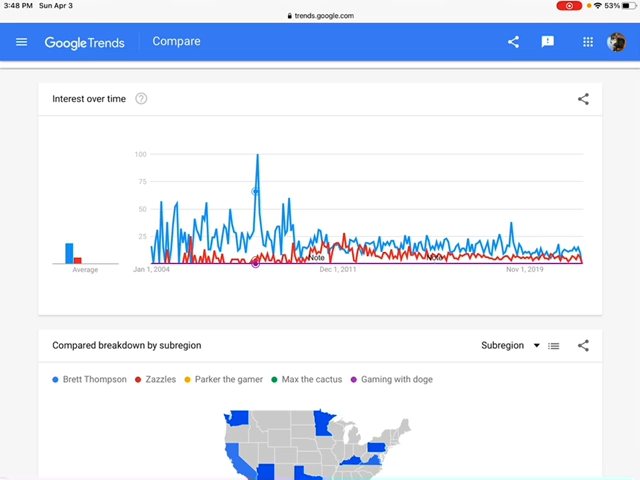 3:48 PM Sun Apr 3
53%
trends.google.com
Google Trends Compare
Interest over time
100
75
50
25
Note
Note
Average
Jan 1, 2004
Dec 1, 2011
Nov 1, 2019
Compared breakdown by subregion
Subregion
Brett Thompson
Zazzles
Parker the gamer
Max the cactus
Gaming with doge